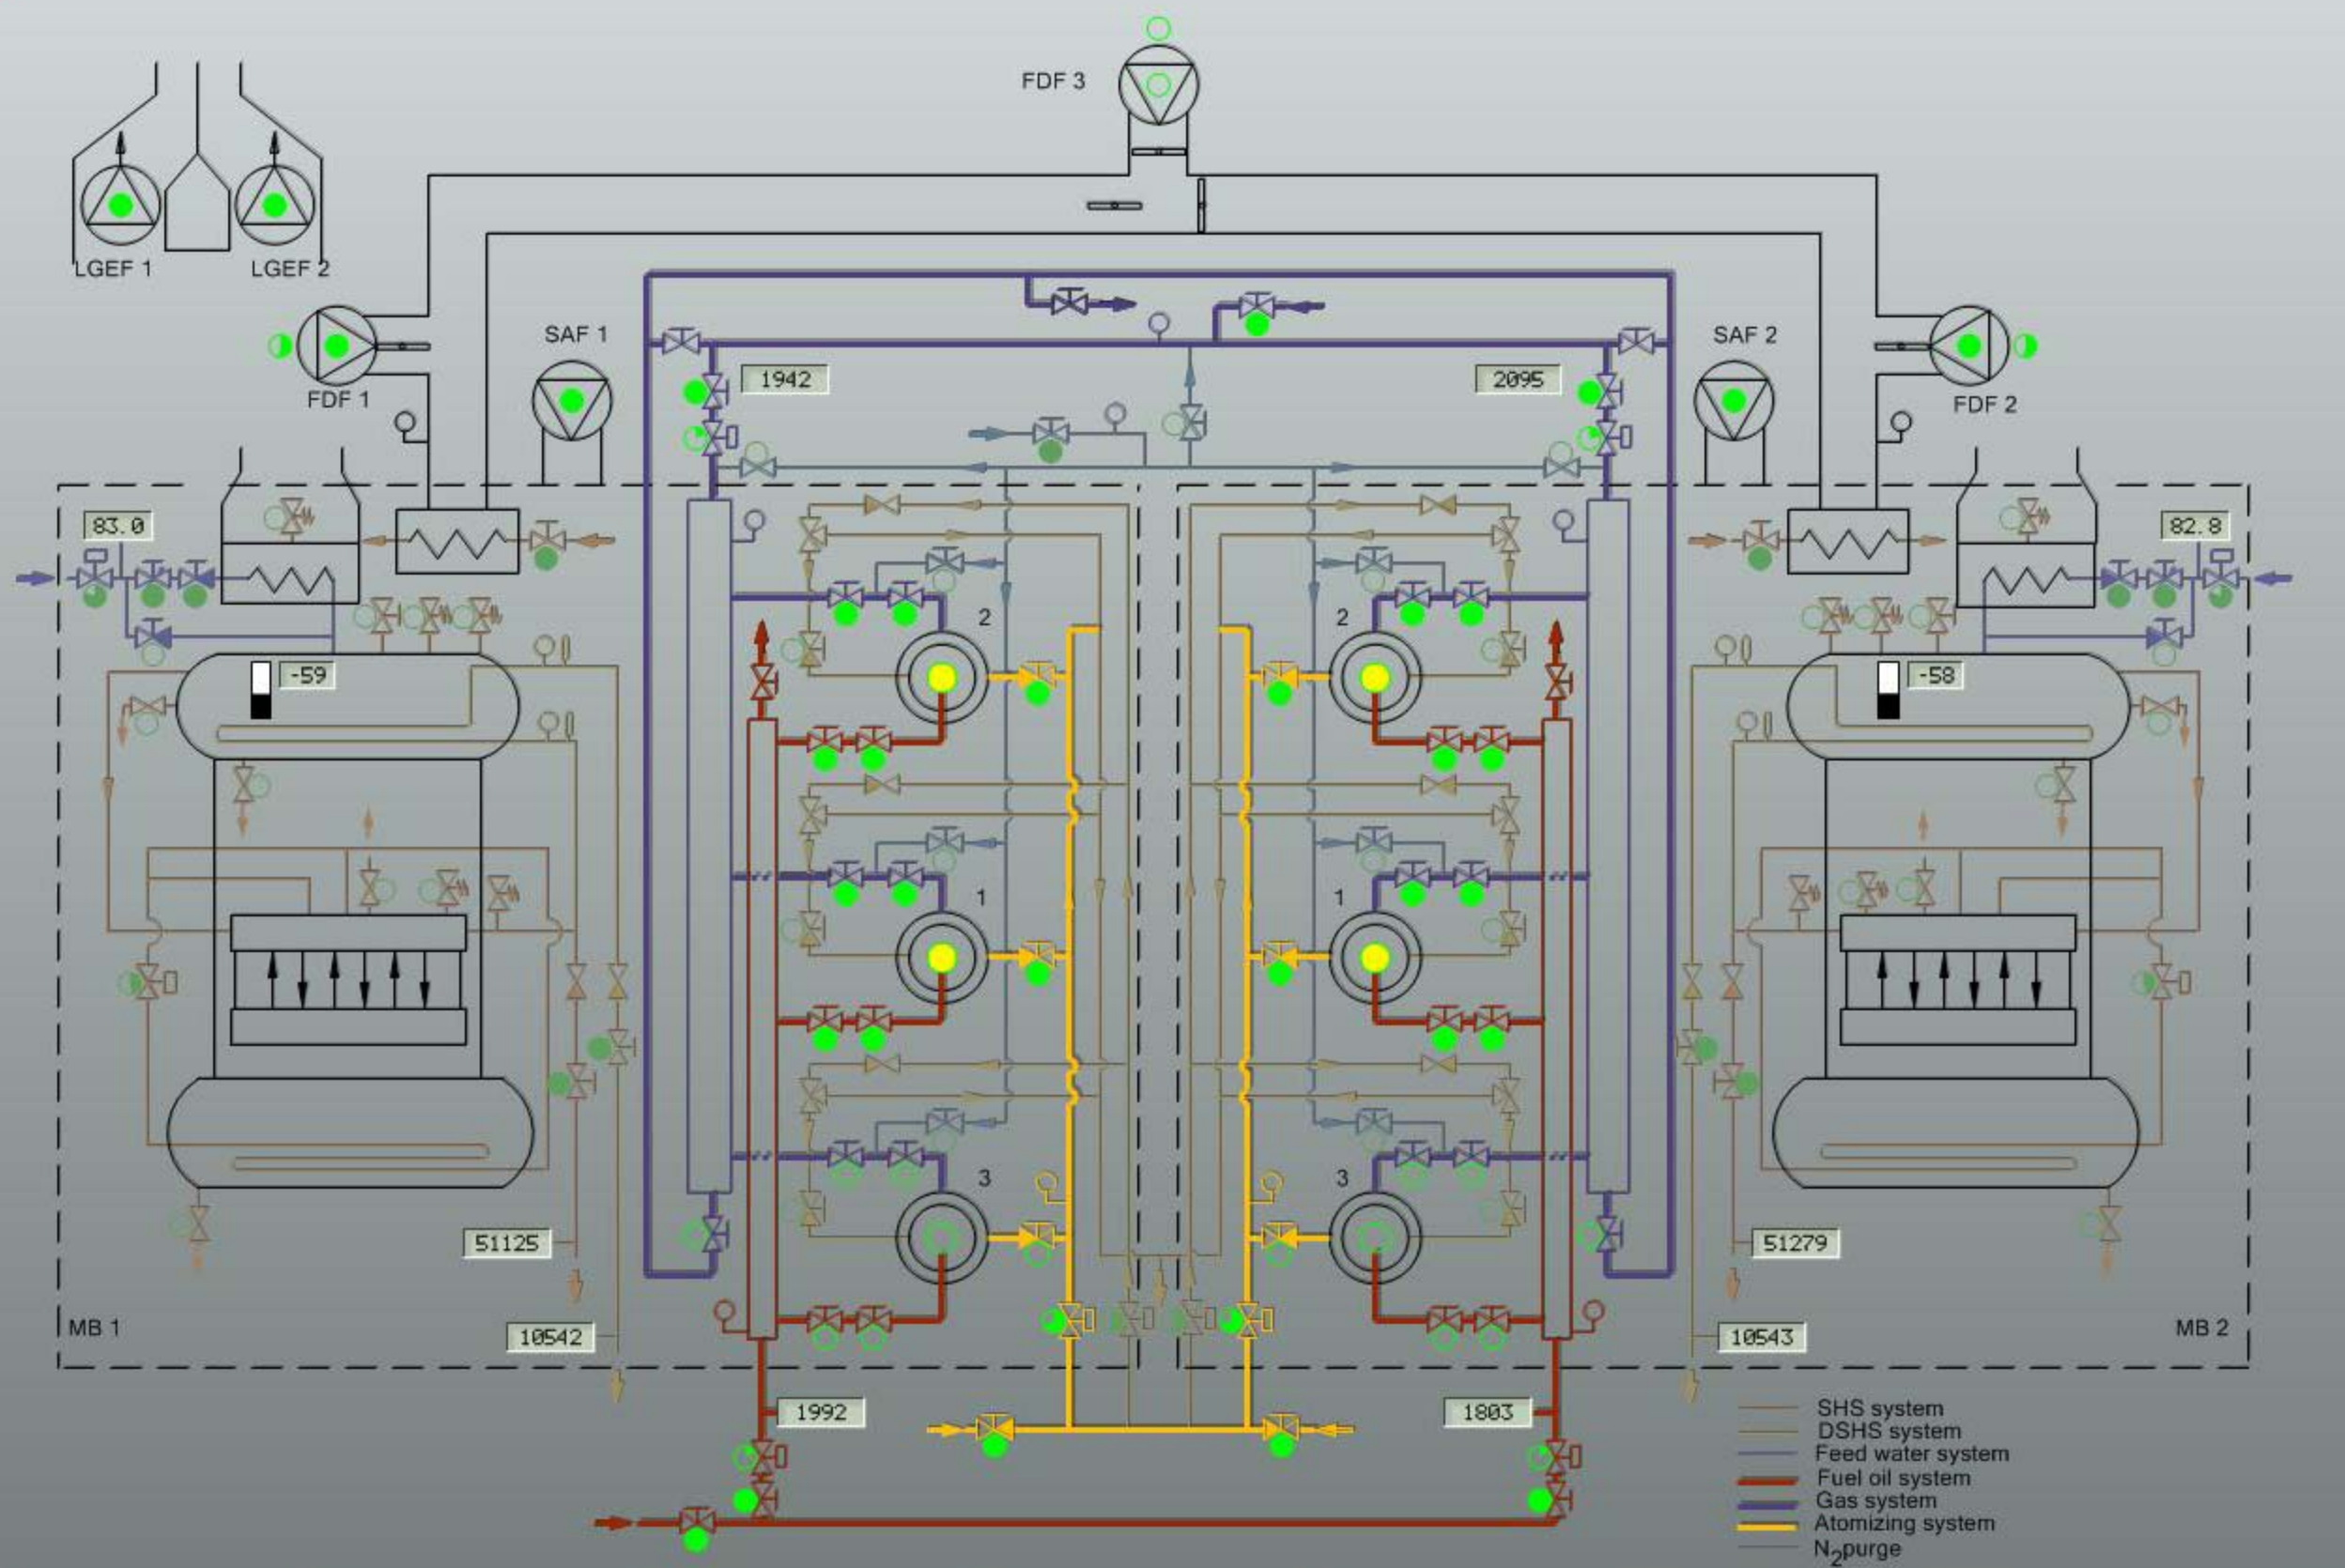 FDF 3
LGEF 1
LGEF 2
SAF 1
SAF 2
FDF 1
FDF 2
1942
2095
83.0
82.8
2
2
-59
-58
1
1
3
3
51125
51279
MB 1
10542
10543
MB 2
1992
1803
SHS system
DSHS system
Feed water system
Fuel oil system
Gas system
Atomizing system
N2purge